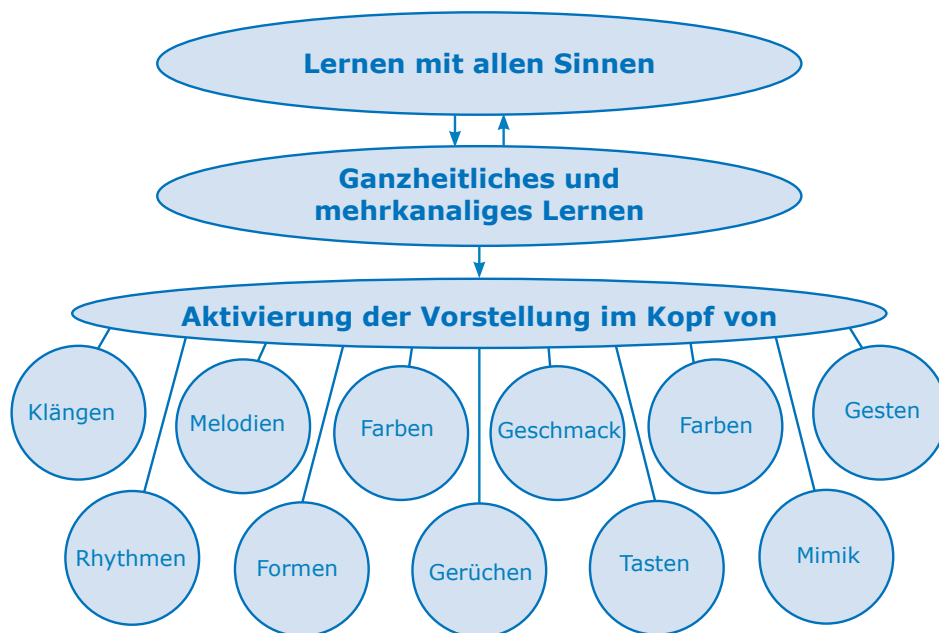 Lernen mit allen Sinnen
Ganzheitliches und
mehrkanaliges Lernen
Aktivierung der Vorstellung im Kopf von
Klängen
Melodien
Farben
Geschmack
Farben
Gesten
Rhythmen
Formen
Gerüchen
Tasten
Mimik